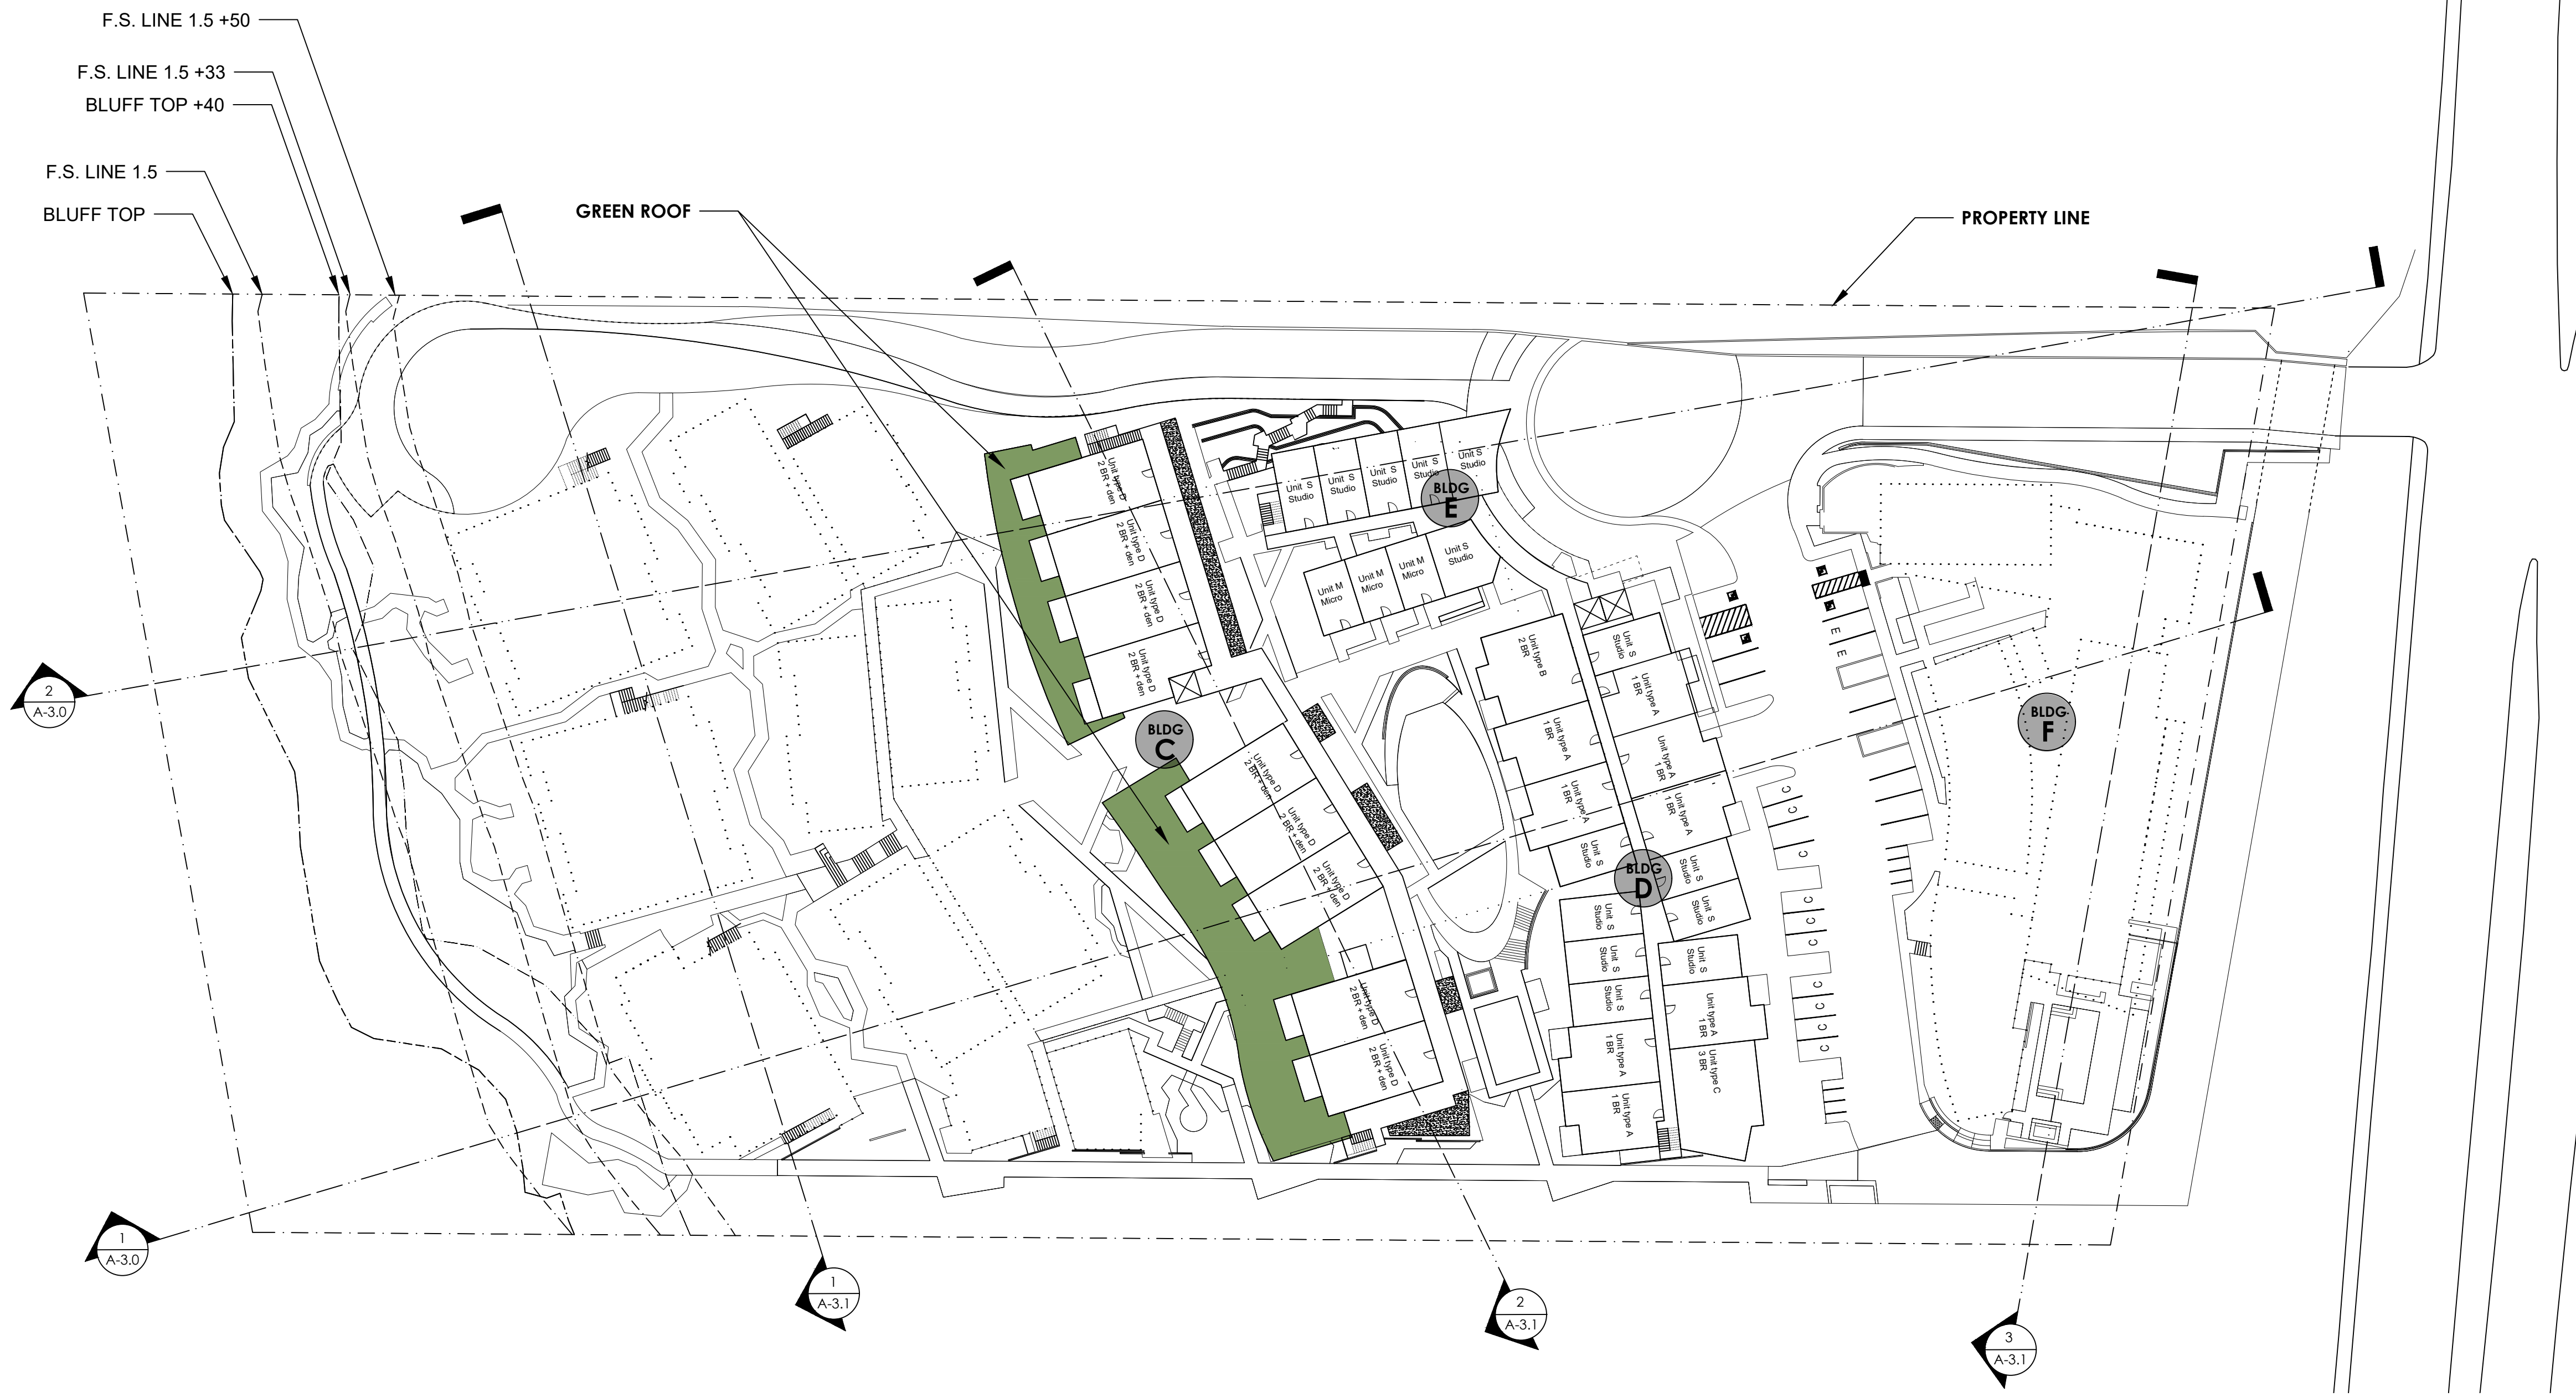 F.S. LINE 1.5 +50
F.S. LINE 1.5 +33
BLUFF TOP +40
F.S. LINE 1.5
BLUFF TOP
GREEN ROOF
PROPERTY LINE
Unit type D
2 BR + den
Unit type D
2 BR + den
Unit type D
2 BR + den
Unit type D
2 BR + den
BLDG
C
Unit type D
2 BR + den
Unit type D
2 BR + den
Unit type D
2 BR + den
Unit type D
2 BR + den
Unit type D
2 BR + den
Unit S
Studio
Unit S
Studio
Unit S
Studio
Unit S
Studio
Unit S
Studio
BLDG
E
Unit M
Micro
Unit M
Micro
Unit M
Micro
Unit S
Studio
Unit type B
2 BR
Unit type A
1 BR
Unit type A
1 BR
Unit S
Studio
Unit S
Studio
Unit S
Studio
Unit S
Studio
Unit type A
1 BR
Unit type A
1 BR
Unit S
Studio
Unit type A
1 BR
Unit type A
1 BR
Unit type A
1 BR
Unit S
Studio
Unit S
Studio
Unit S
Studio
Unit type A
1 BR
Unit type C
3 BR
BLDG
D
E
E
E
C
C
C
C
C
C
C
C
C
C
C
BLDG
F
2
A-3.0
1
A-3.0
1
A-3.1
2
A-3.1
3
A-3.1